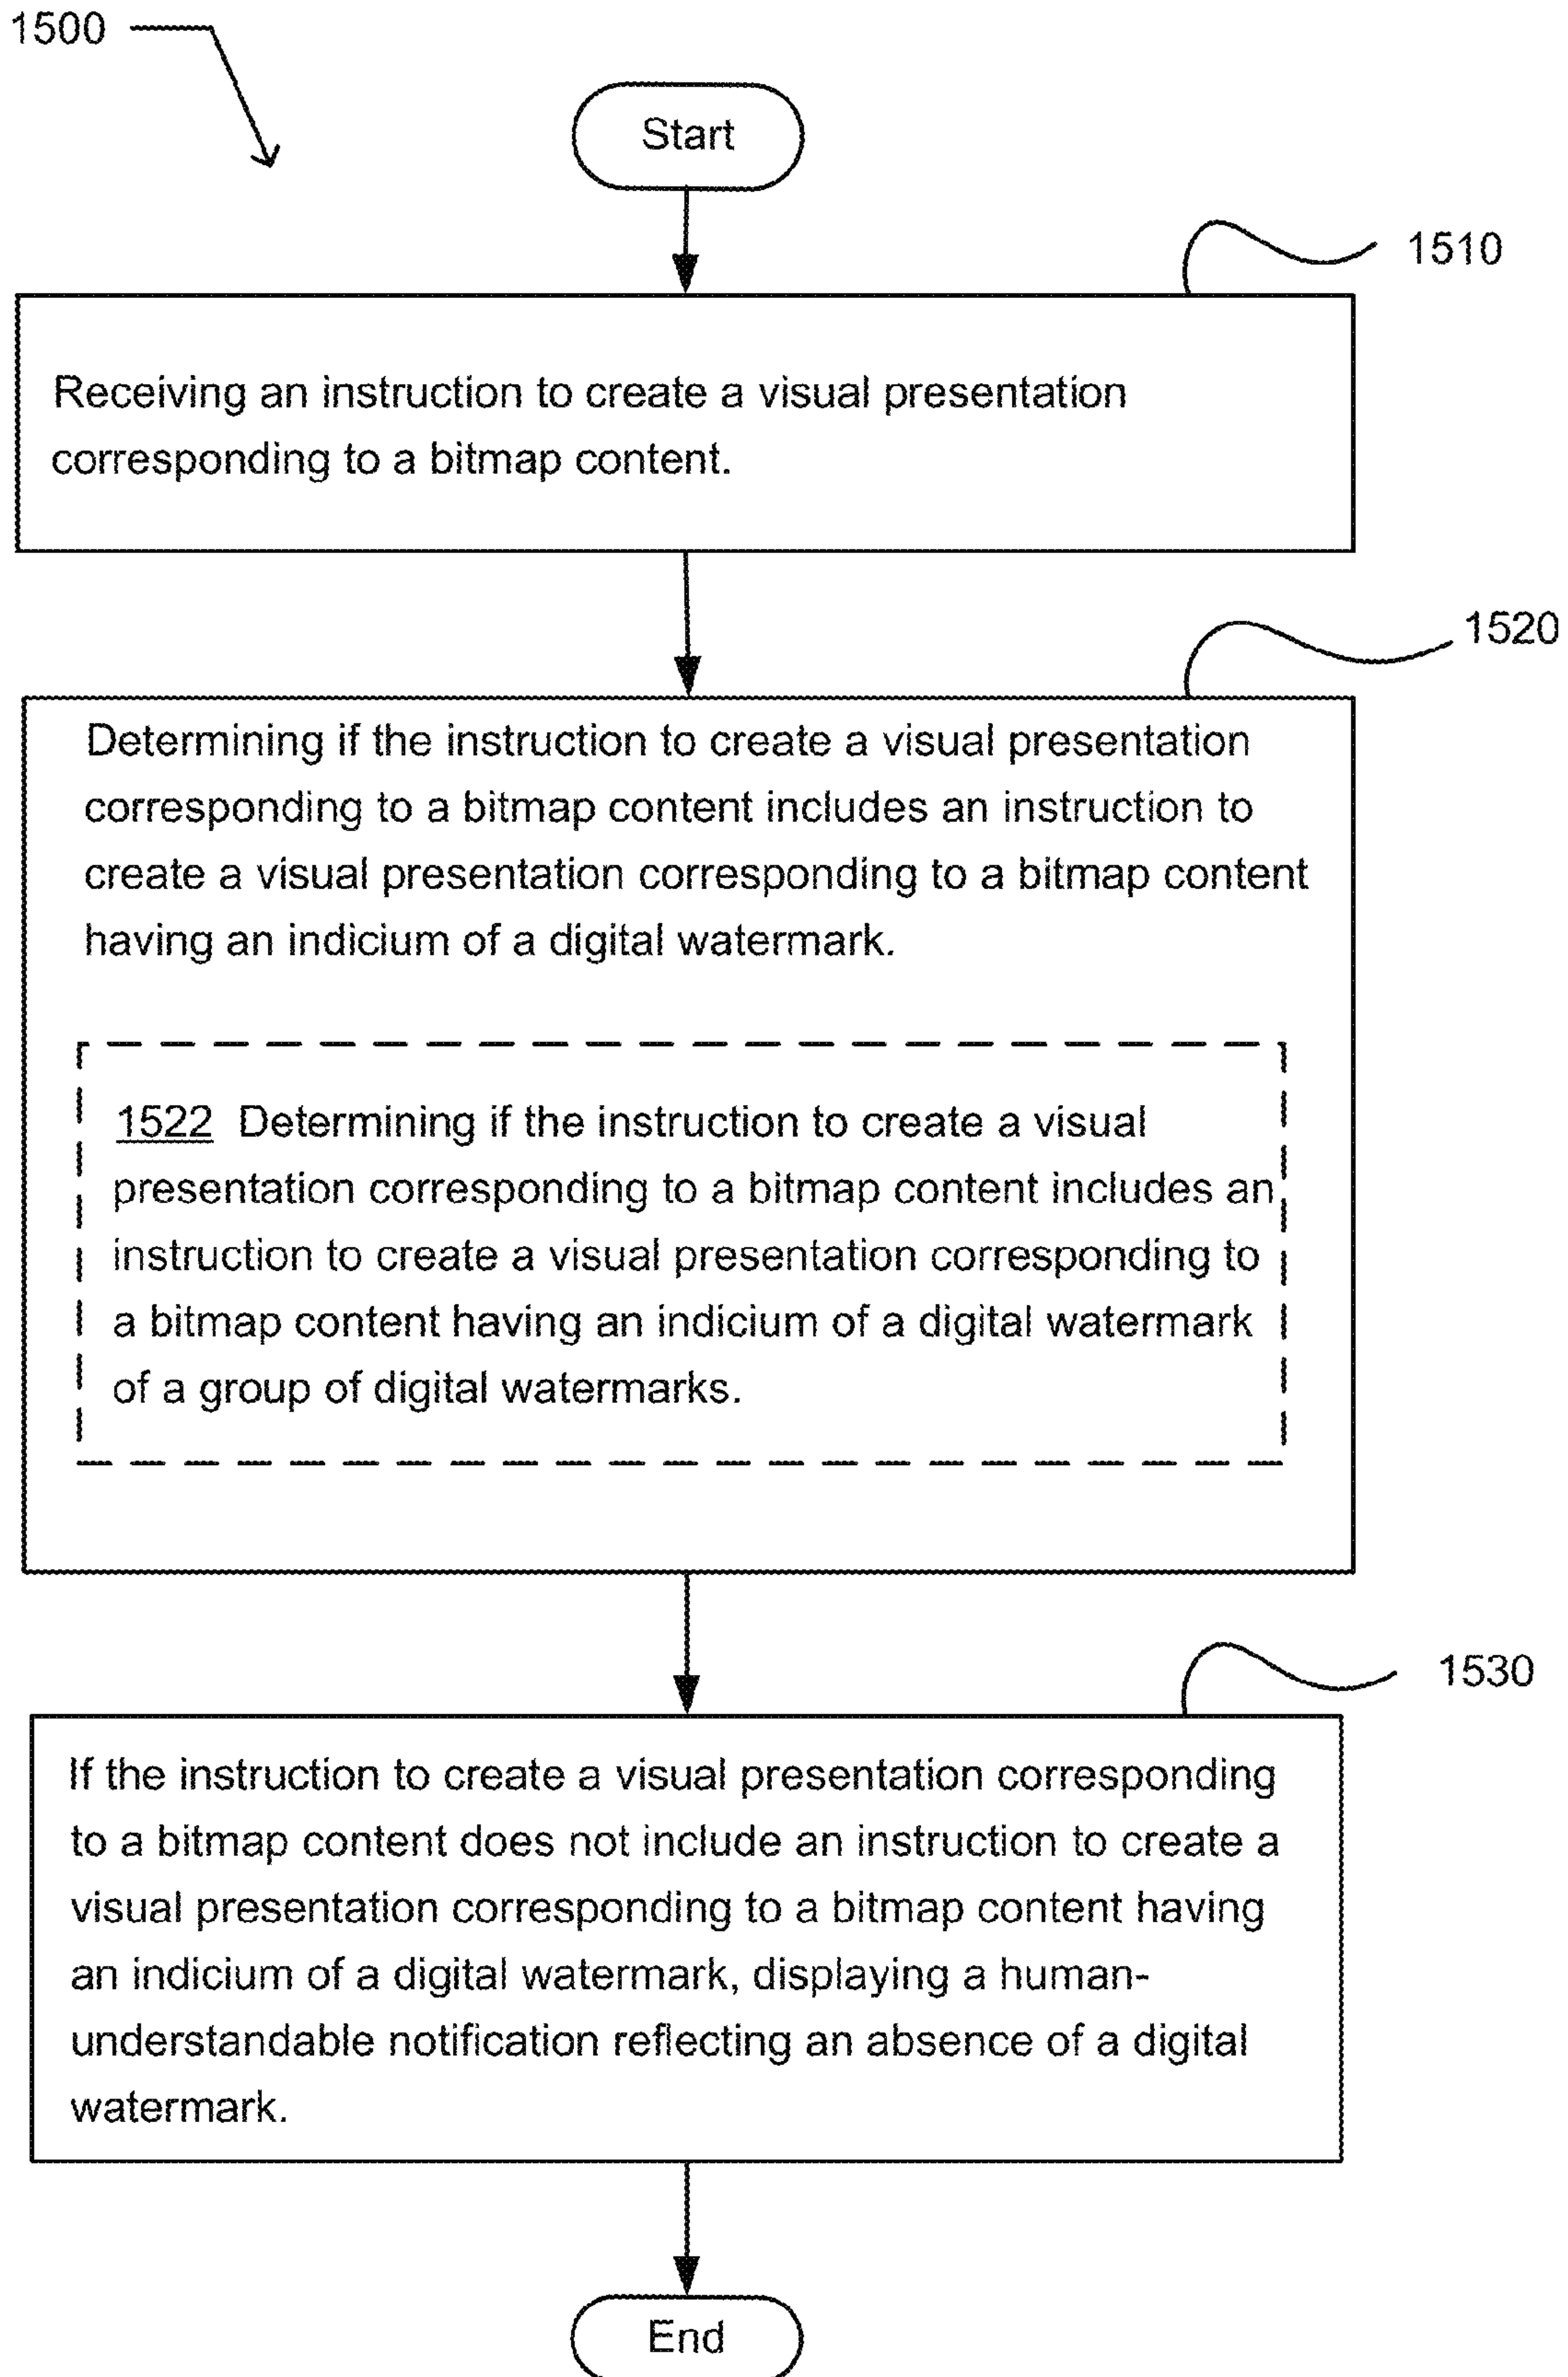 1500
Start
1510
Receiving an instruction to create a visual presentation
corresponding to a bitmap content.
1520
Determining if the instruction to create a visual presentation
corresponding to a bitmap content includes an instruction to
create a visual presentation corresponding to a bitmap content
having an indicium of a digital watermark.
1522 Determining if the instruction to create a visual
presentation corresponding to a bitmap content includes an
instruction to create a visual presentation corresponding to
a bitmap content having an indicium of a digital watermark
of a group of digital watermarks.
1530
If the instruction to create a visual presentation corresponding
to a bitmap content does not include an instruction to create a
visual presentation corresponding to a bitmap content having
an indicium of a digital watermark, displaying a human-
understandable notification reflecting an absence of a digital
watermark.
End